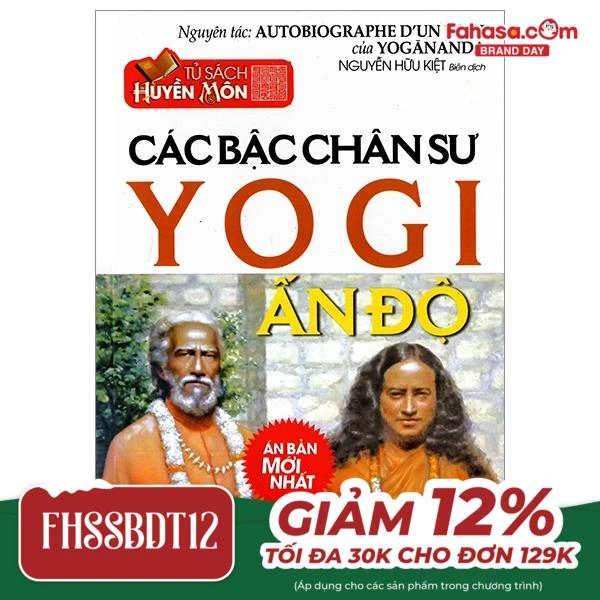 Nguyên tác: AUTOBIOGRAPHE D'UN
của YOGĀNANDA
NGUYỄN HỮU KIỆT Biên dịch
Fahasa.com
BRAND DAY
TỦ SÁCH
HUYỀN MÔN
CÁC BẬC CHÂN SƯ
YOGI
ẤN ĐỘ
ẤN BẢN
MỚI
NHẤT
FHSSBDT12
GIẢM 12%
TỐI ĐA 30K CHO ĐƠN 129K
(Áp dụng cho các sản phẩm trong chương trình)